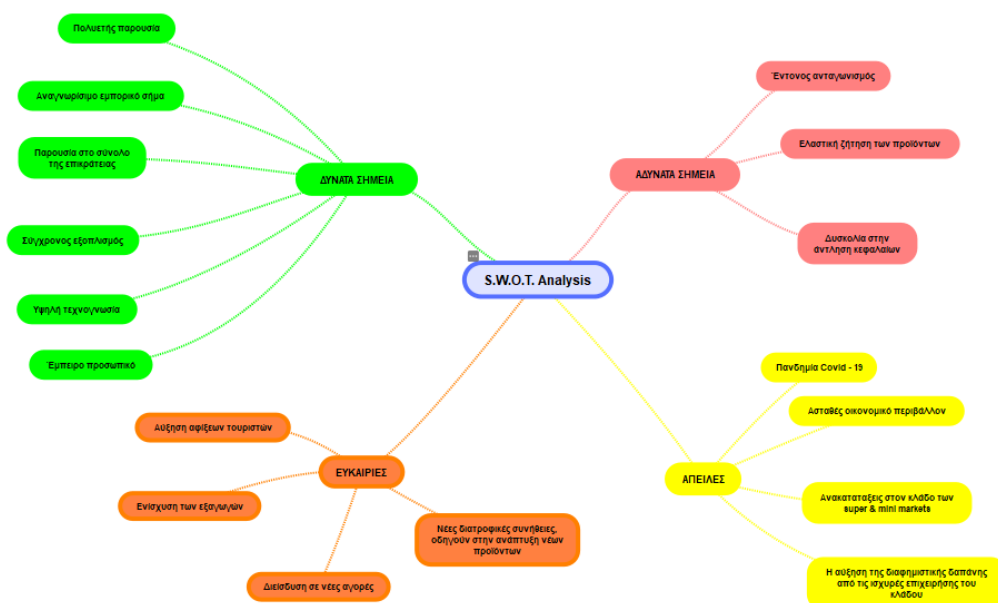 S.W.O.T. Analysis
ΔΥΝΑΤΑ ΣΗΜΕΙΑ
Πολυετής παρουσία
Αναγνωρίσιμο εμπορικό σήμα
Παρουσία στο σύνολο
της επικράτειας
Σύγχρονος εξοπλισμός
Υψηλή τεχνογνωσία
Έμπειρο προσωπικό
ΑΔΥΝΑΤΑ ΣΗΜΕΙΑ
Έντονος ανταγωνισμός
Ελαστική ζήτηση των προϊόντων
Δυσκολία στην
άντληση κεφαλαίων
ΕΥΚΑΙΡΙΕΣ
Αύξηση αφίξεων τουριστών
Ενίσχυση των εξαγωγών
Διείσδυση σε νέες αγορές
Νέες διατροφικές συνήθειες,
οδηγούν στην ανάπτυξη νέων
προϊόντων
ΑΠΕΙΛΕΣ
Πανδημία Covid - 19
Ασταθές οικονομικό περιβάλλον
Ανακαταταξεις στον κλάδο των
super & mini markets
Η αύξηση της διαφημιστικής δαπάνης
από τις ισχυρές επιχειρήσης του
κλάδου